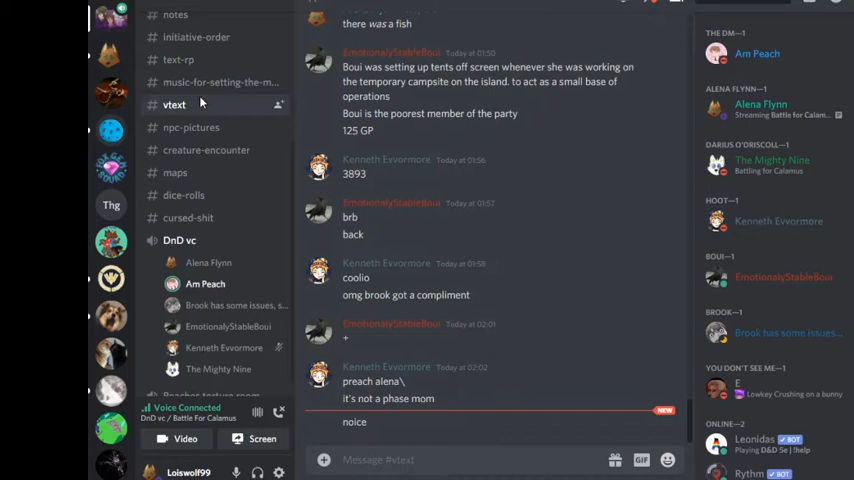 notes
initiative-order
text-rp
music-for-setting-the-m...
vtext
npc-pictures
creature-encounter
maps
dice-rolls
cursed-shit
DnD vc
Alena Flynn
Am Peach
Brook has some issues, s...
EmotionalyStableBoui
Kenneth Evvormore
The Mighty Nine
Voice Connected
DnD vc / Battle For Calamus
Video
Screen
Loiswolf99
Thg
there was a fish
EmotionalyStableBoui Today at 01:50
Boui was setting up tents off screen whenever she was working on
the temporary campsite on the island. to act as a small base of
operations
Boui is the poorest member of the party
125 GP
Kenneth Evvormore Today at 01:56
3893
EmotionalyStableBoui Today at 01:57
brb
back
Kenneth Evvormore Today at 01:58
coolio
omg brook got a compliment
EmotionalyStableBoui Today at 02:01
+
Kenneth Evvormore Today at 02:02
preach alena\
it's not a phase mom
NEW
noice
Message #vtext
GIF
THE DM—1
Am Peach
ALENA FLYNN—1
Alena Flynn
Streaming Battle for Calam...
DARIUS O'DRISCOLL—1
The Mighty Nine
Battling for Calamus
HOOT—1
Kenneth Evvormore
BOUI—1
EmotionalyStableBoui
BROOK—1
Brook has some issues...
YOU DON'T SEE ME—1
E
Lowkey Crushing on a bunny
ONLINE—2
Leonidas BOT
Playing D&D 5e | !help
Rythm BOT